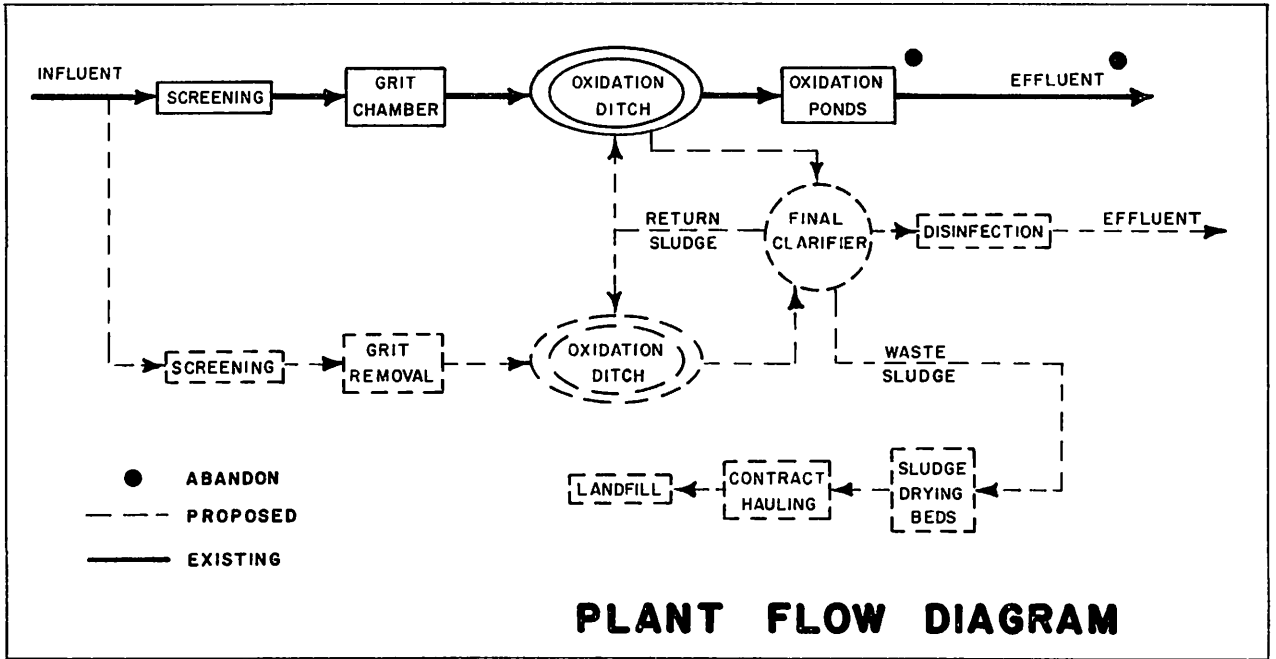 INFLUENT
SCREENING
GRIT
CHAMBER
OXIDATION
DITCH
OXIDATION
PONDS
EFFLUENT
RETURN
SLUDGE
FINAL
CLARIFIER
DISINFECTION
EFFLUENT
SCREENING
GRIT
REMOVAL
OXIDATION
DITCH
WASTE
SLUDGE
LANDFILL
CONTRACT
HAULING
SLUDGE
DRYING
BEDS
ABANDON
PROPOSED
EXISTING
PLANT FLOW DIAGRAM